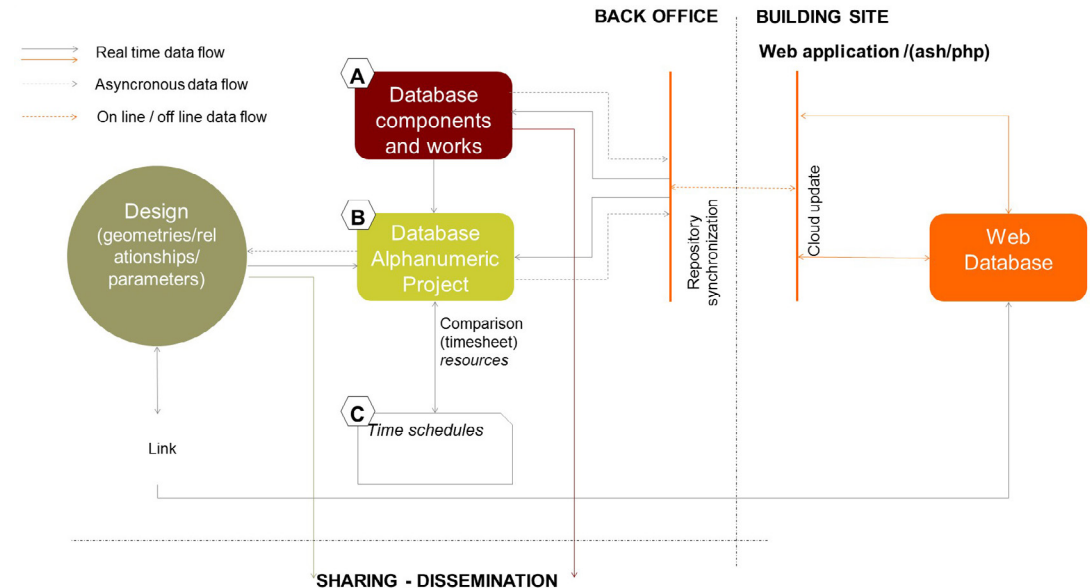 BACK OFFICE
BUILDING SITE
Web application /(ash/php)
Real time data flow
Asyncronous data flow
On line / off line data flow
A
Database
components
and works
Design
(geometries/rel
ationships/
parameters)
B
Database
Alphanumeric
Project
Repository
synchronization
Cloud update
Web
Database
Comparison
(timesheet)
resources
C
Time schedules
Link
SHARING - DISSEMINATION